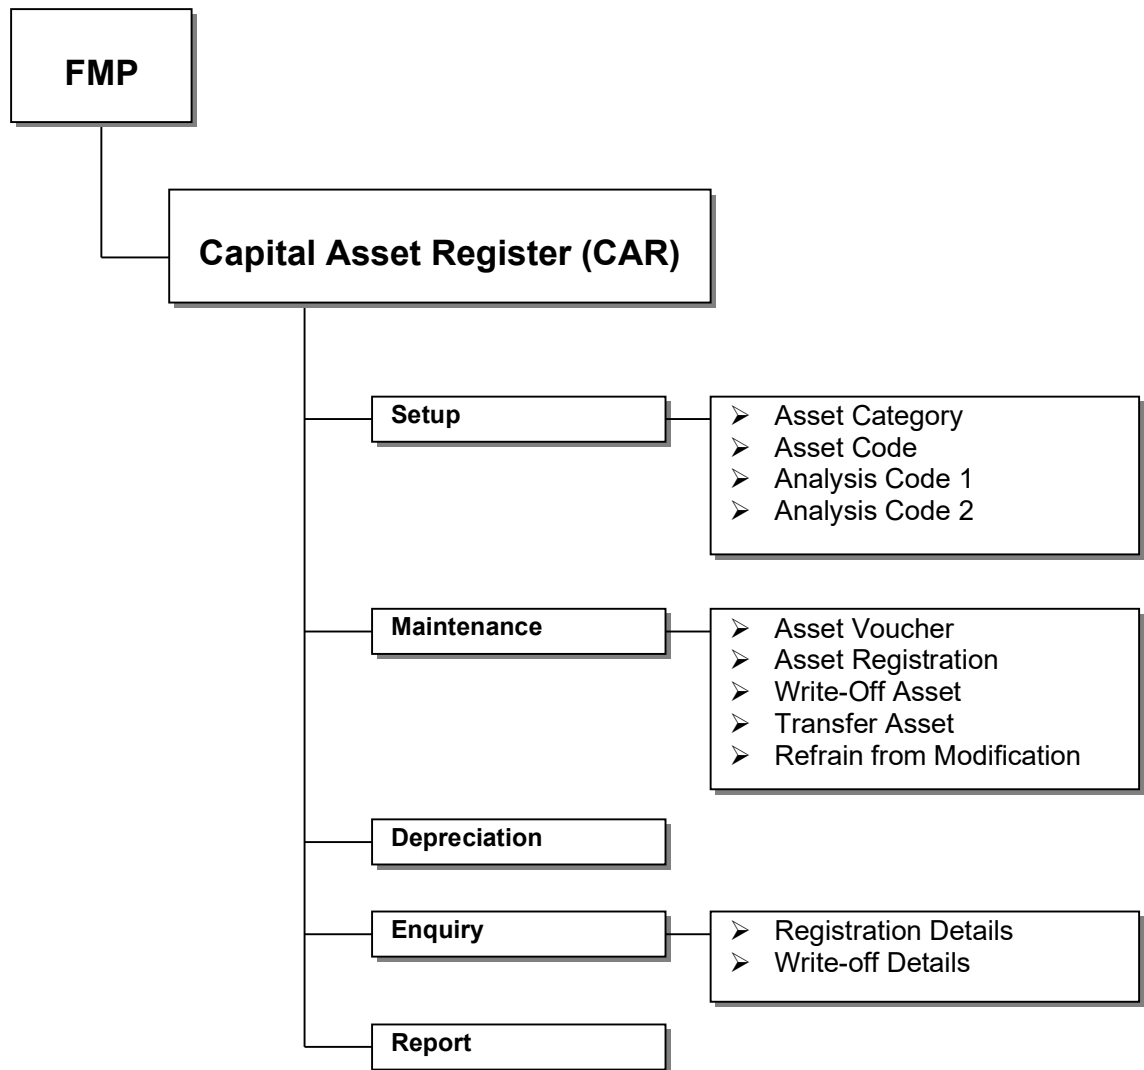 FMP
Capital Asset Register (CAR)
Setup
➢ Asset Category
➢ Asset Code
➢ Analysis Code 1
➢ Analysis Code 2
Maintenance
➢ Asset Voucher
➢ Asset Registration
➢ Write-Off Asset
➢ Transfer Asset
➢ Refrain from Modification
Depreciation
Enquiry
➢ Registration Details
➢ Write-off Details
Report